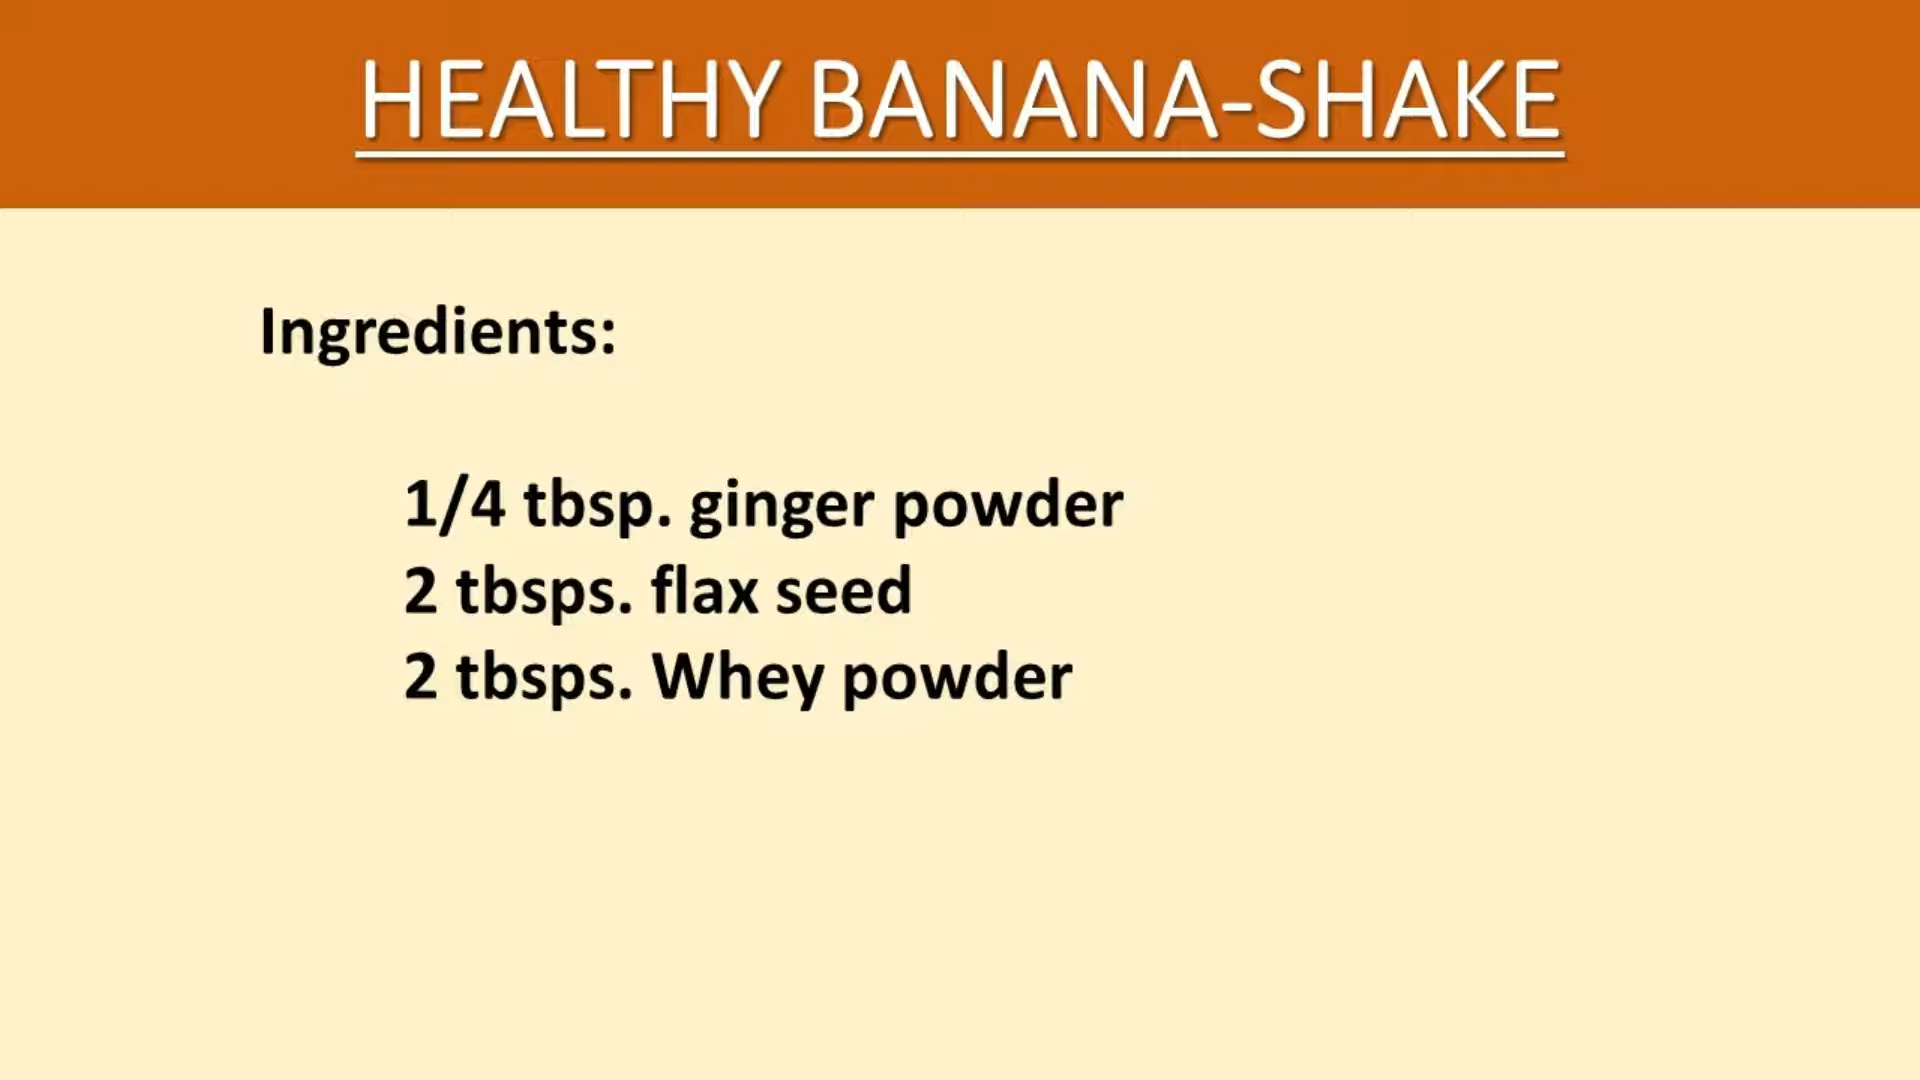 HEALTHY BANANA-SHAKE
Ingredients:
1/4 tbsp. ginger powder
2 tbsps. flax seed
2 tbsps. Whey powder